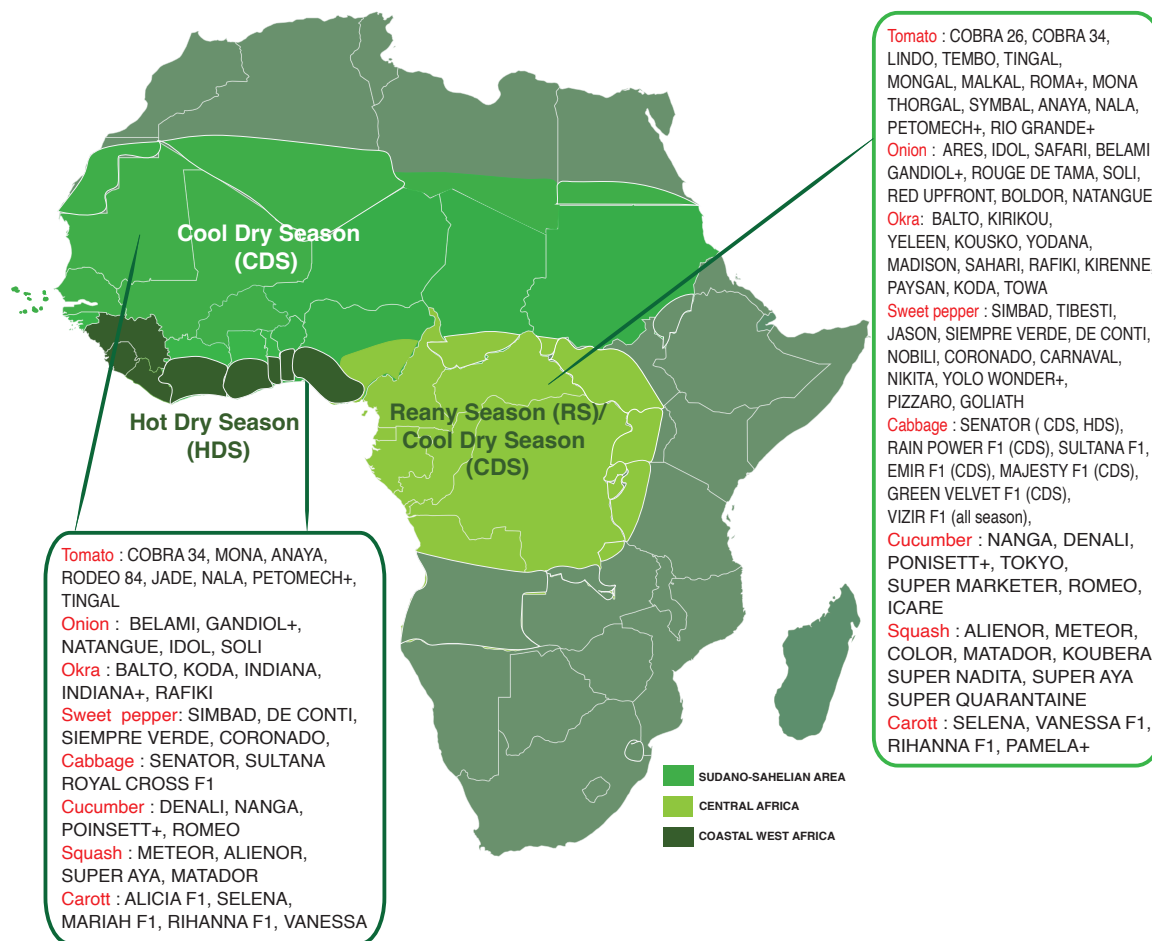 Cool Dry Season
(CDS)
Hot Dry Season
(HDS)
Reany Season (RS)/
Cool Dry Season
(CDS)
Tomato : COBRA 34, MONA, ANAYA,
RODEO 84, JADE, NALA, PETOMECH+,
TINGAL
Onion : BELAMI, GANDIOL+,
NATANGUE, IDOL, SOLI
Okra : BALTO, KODA, INDIANA,
INDIANA+, RAFIKI
Sweet pepper: SIMBAD, DE CONTI,
SIEMPRE VERDE, CORONADO,
Cabbage : SENATOR, SULTANA
ROYAL CROSS F1
Cucumber : DENALI, NANGA,
POINSETT+, ROMEO
Squash : METEOR, ALIENOR,
SUPER AYA, MATADOR
Carott : ALICIA F1, SELENA,
MARIAH F1, RIHANNA F1, VANESSA
Tomato : COBRA 26, COBRA 34,
LINDO, TEMBO, TINGAL,
MONGAL, MALKAL, ROMA+, MONA
THORGAL, SYMBAL, ANAYA, NALA,
PETOMECH+, RIO GRANDE+
Onion : ARES, IDOL, SAFARI, BELAMI
GANDIOL+, ROUGE DE TAMA, SOLI,
RED UPFRONT, BOLDOR, NATANGUE
Okra: BALTO, KIRIKOU,
YELEEN, KOUSKO, YODANA,
MADISON, SAHARI, RAFIKI, KIRENNE,
PAYSAN, KODA, TOWA
Sweet pepper : SIMBAD, TIBESTI,
JASON, SIEMPRE VERDE, DE CONTI,
NOBILI, CORONADO, CARNAVAL,
NIKITA, YOLO WONDER+,
PIZZARO, GOLIATH
Cabbage : SENATOR ( CDS, HDS),
RAIN POWER F1 (CDS), SULTANA F1,
EMIR F1 (CDS), MAJESTY F1 (CDS),
GREEN VELVET F1 (CDS),
VIZIR F1 (all season),
Cucumber : NANGA, DENALI,
PONISETT+, TOKYO,
SUPER MARKETER, ROMEO,
ICARE
Squash : ALIENOR, METEOR,
COLOR, MATADOR, KOUBERA
SUPER NADITA, SUPER AYA
SUPER QUARANTAINE
Carott : SELENA, VANESSA F1,
RIHANNA F1, PAMELA+
SUDANO-SAHELIAN AREA
CENTRAL AFRICA
COASTAL WEST AFRICA